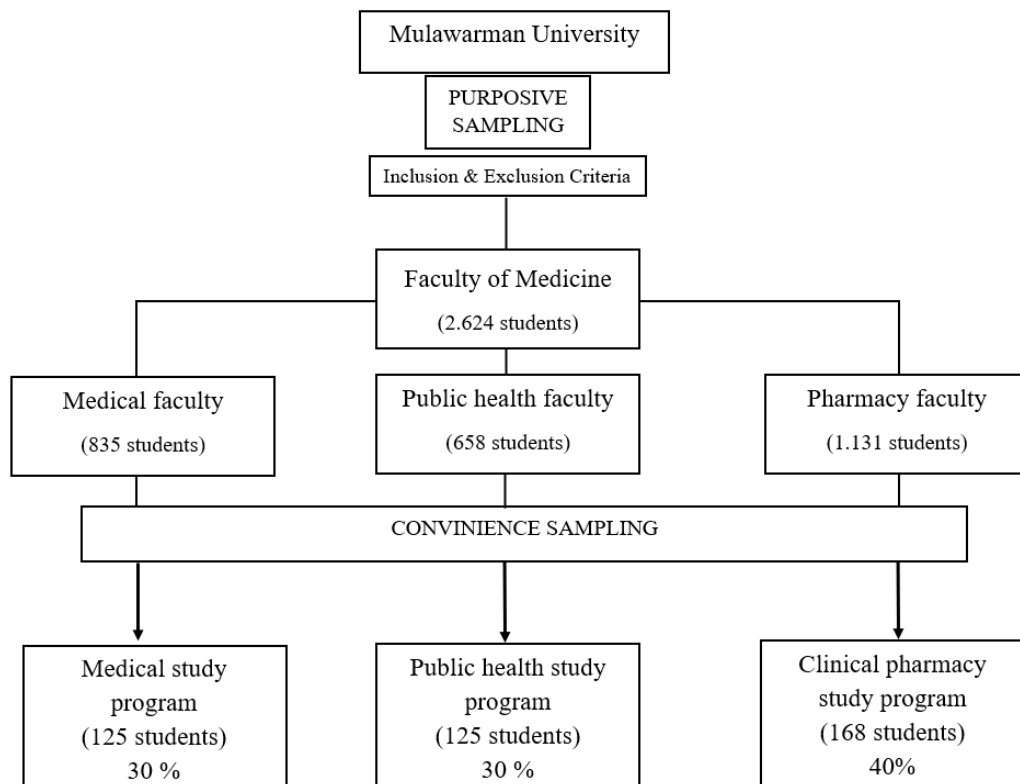 Mulawarman University
PURPOSIVE
SAMPLING
Inclusion & Exclusion Criteria
Faculty of Medicine
(2.624 students)
Medical faculty
(835 students)
Public health faculty
(658 students)
Pharmacy faculty
(1.131 students)
CONVINIENCE SAMPLING
Medical study
program
(125 students)
30 %
Public health study
program
(125 students)
30 %
Clinical pharmacy
study program
(168 students)
40%